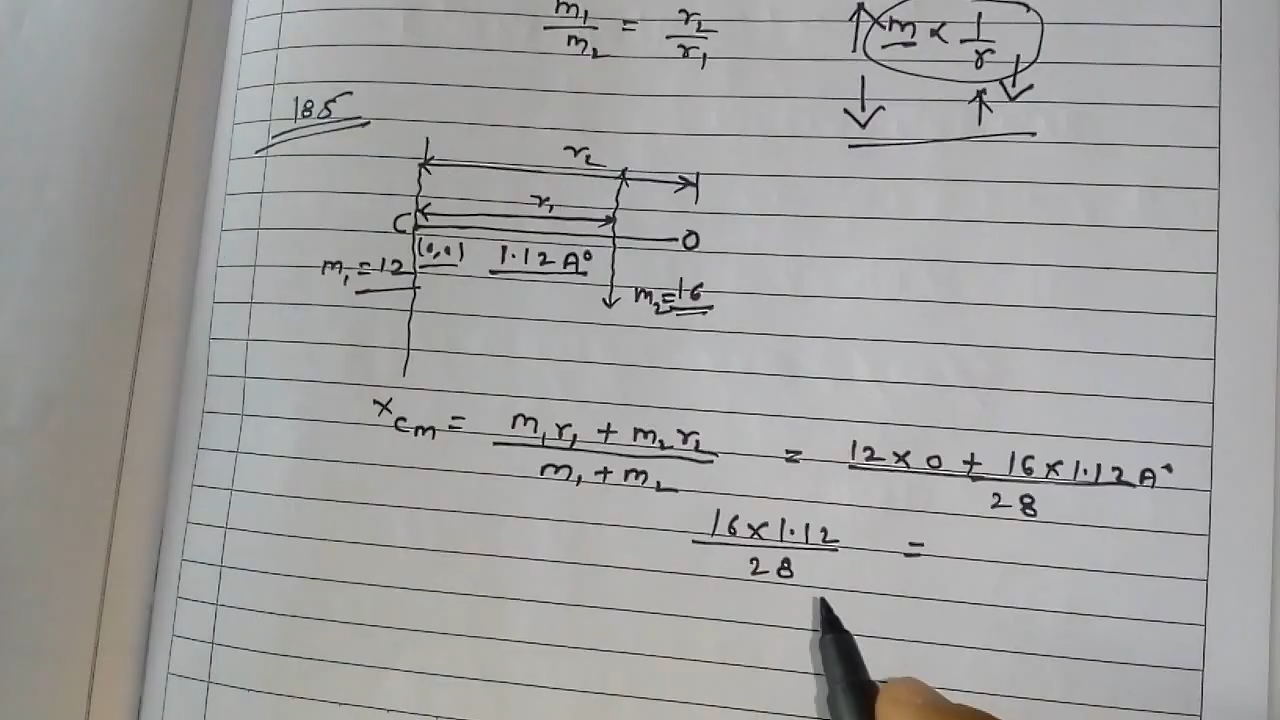 m₁/m₂ = r₂/r₁
m ∝ 1/r
185
r₂
r₁
C O
(0,0) 1.12 A°
m₁ = 12
m₂ = 16
x_cm = (m₁r₁ + m₂r₂)/(m₁ + m₂) = (12 × 0 + 16 × 1.12 A°)/28
(16 × 1.12)/28 =